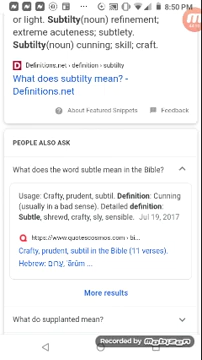 8:50 PM
or light. Subtilty(noun) refinement;
extreme acuteness; subtlety.
Subtilty(noun) cunning; skill; craft.
Definitions.net › definition › subtilty
What does subtilty mean? -
Definitions.net
About Featured Snippets
Feedback
PEOPLE ALSO ASK
What does the word subtle mean in the Bible?
Usage: Crafty, prudent, subtil. Definition: Cunning
(usually in a bad sense). Detailed definition:
Subtle, shrewd, crafty, sly, sensible. Jul 19, 2017
https://www.quotescosmos.com › bi...
Crafty, prudent, subtil in the Bible (11 verses).
Hebrew: עָרוּם, ‘ārūm ...
More results
What do supplanted mean?
Recorded by